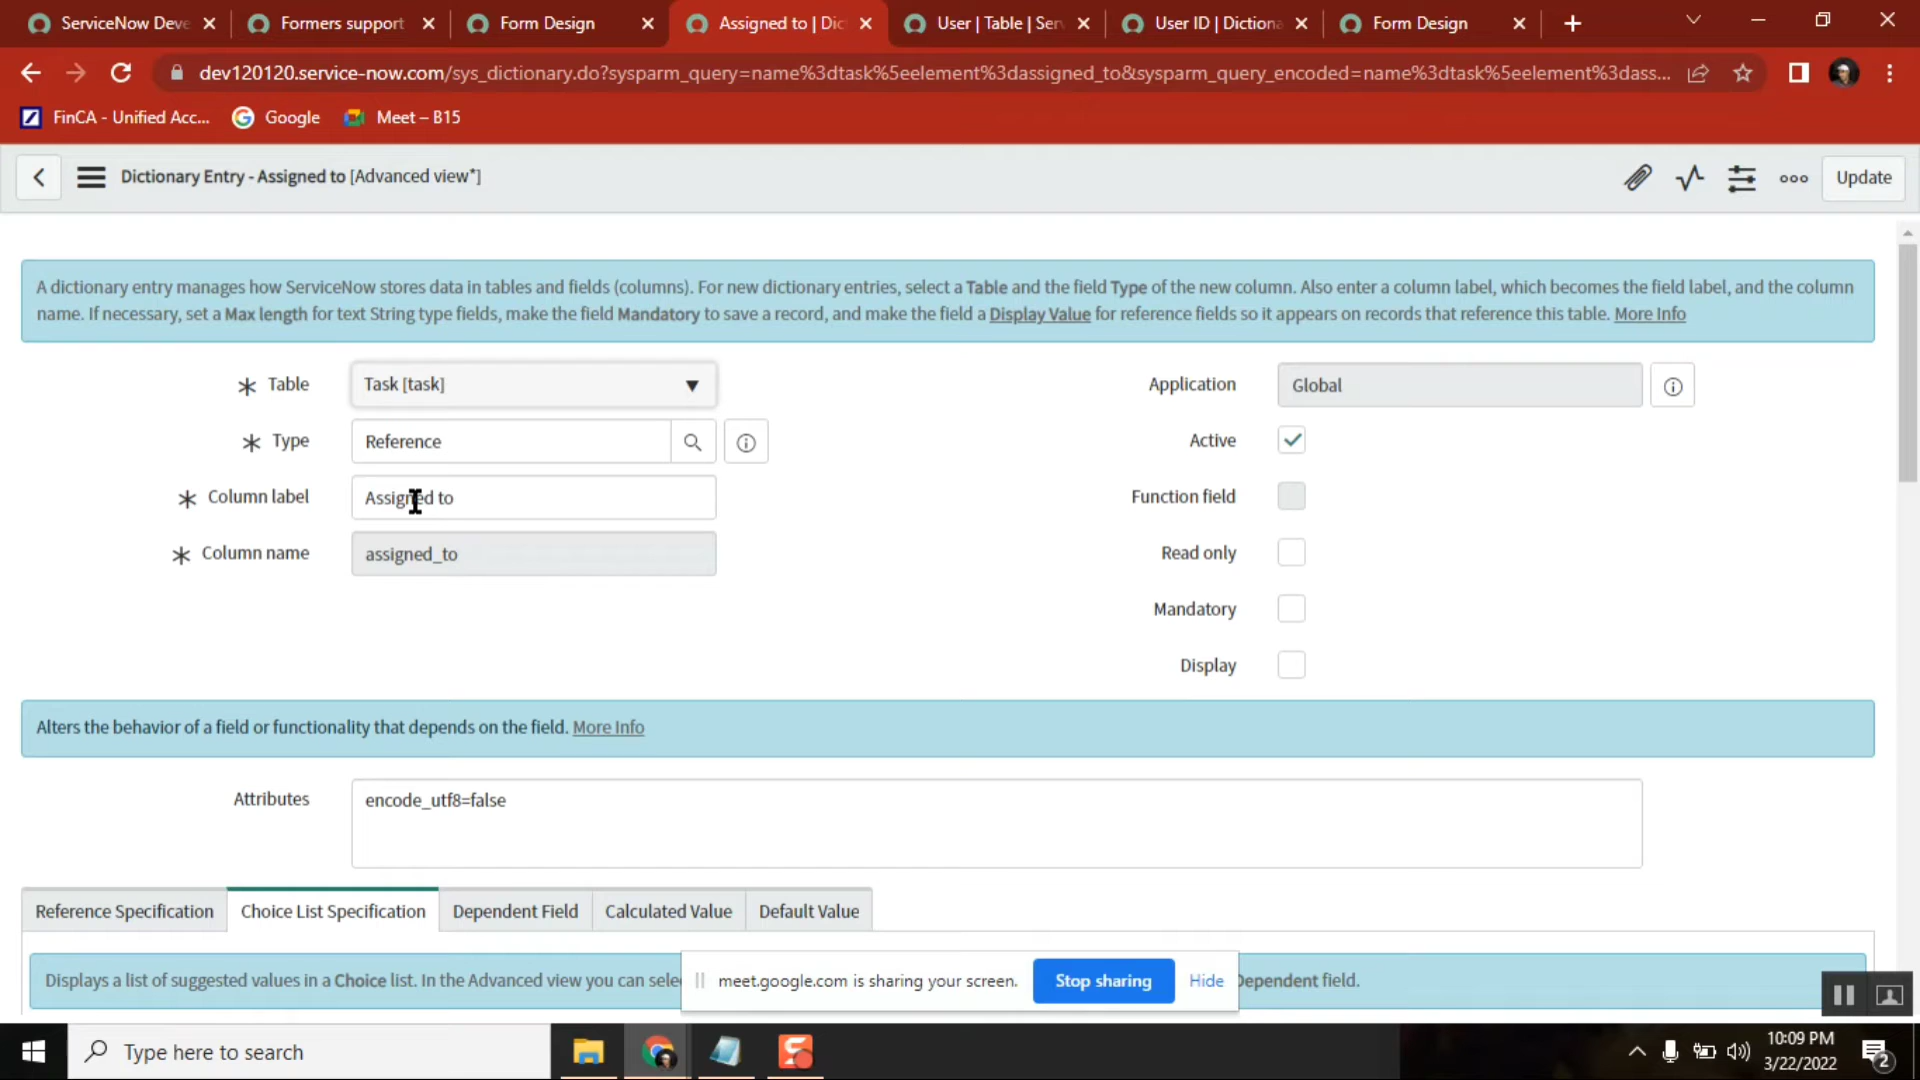 ServiceNow Deve
Formers support
Form Design
Assigned to | Dic
User | Table | Ser
User ID | Dictiona
Form Design
dev120120.service-now.com/sys_dictionary.do?sysparm_query=name%3dtask%5eelement%3dassigned_to&sysparm_query_encoded=name%3dtask%5eelement%3dass...
FinCA - Unified Acc...
Google
Meet – B15
Dictionary Entry - Assigned to [Advanced view*]
Update
A dictionary entry manages how ServiceNow stores data in tables and fields (columns). For new dictionary entries, select a Table and the field Type of the new column. Also enter a column label, which becomes the field label, and the column
name. If necessary, set a Max length for text String type fields, make the field Mandatory to save a record, and make the field a Display Value for reference fields so it appears on records that reference this table. More Info
Table
Task [task]
Application
Global
Type
Reference
Active
Column label
Assigned to
Function field
Column name
assigned_to
Read only
Mandatory
Display
Alters the behavior of a field or functionality that depends on the field. More Info
Attributes
encode_utf8=false
Reference Specification
Choice List Specification
Dependent Field
Calculated Value
Default Value
Displays a list of suggested values in a Choice list. In the Advanced view you can sele
Dependent field.
meet.google.com is sharing your screen.
Stop sharing
Hide
Type here to search
10:09 PM
3/22/2022
2